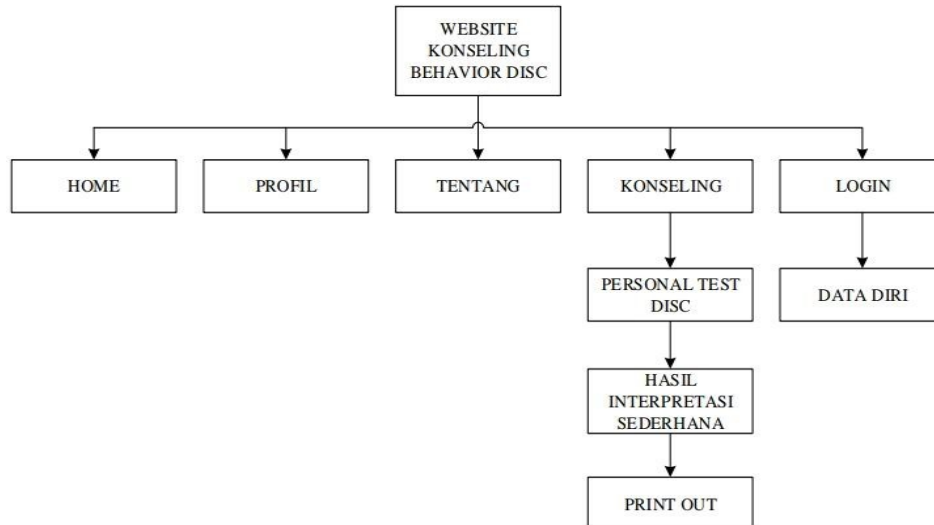 WEBSITE
KONSELING
BEHAVIOR DISC
HOME
PROFIL
TENTANG
KONSELING
LOGIN
PERSONAL TEST
DISC
DATA DIRI
HASIL
INTERPRETASI
SEDERHANA
PRINT OUT